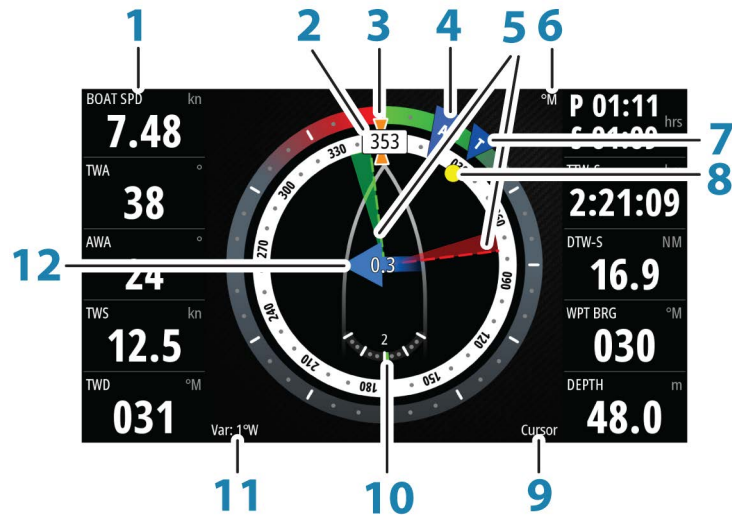 1
2
3
4
5
6
7
8
9
10
11
12
BOAT SPD kn
7.48
TWA °
38
AWA °
24
TWS kn
12.5
TWD °M
031
Var: 1°W
°M
353
330
300
270
240
210
180
150
120
060
0.3
2
A
T
P 01:11 hrs
S 01:09
TTW-S
2:21:09
DTW-S NM
16.9
WPT BRG °M
030
DEPTH m
48.0
Cursor